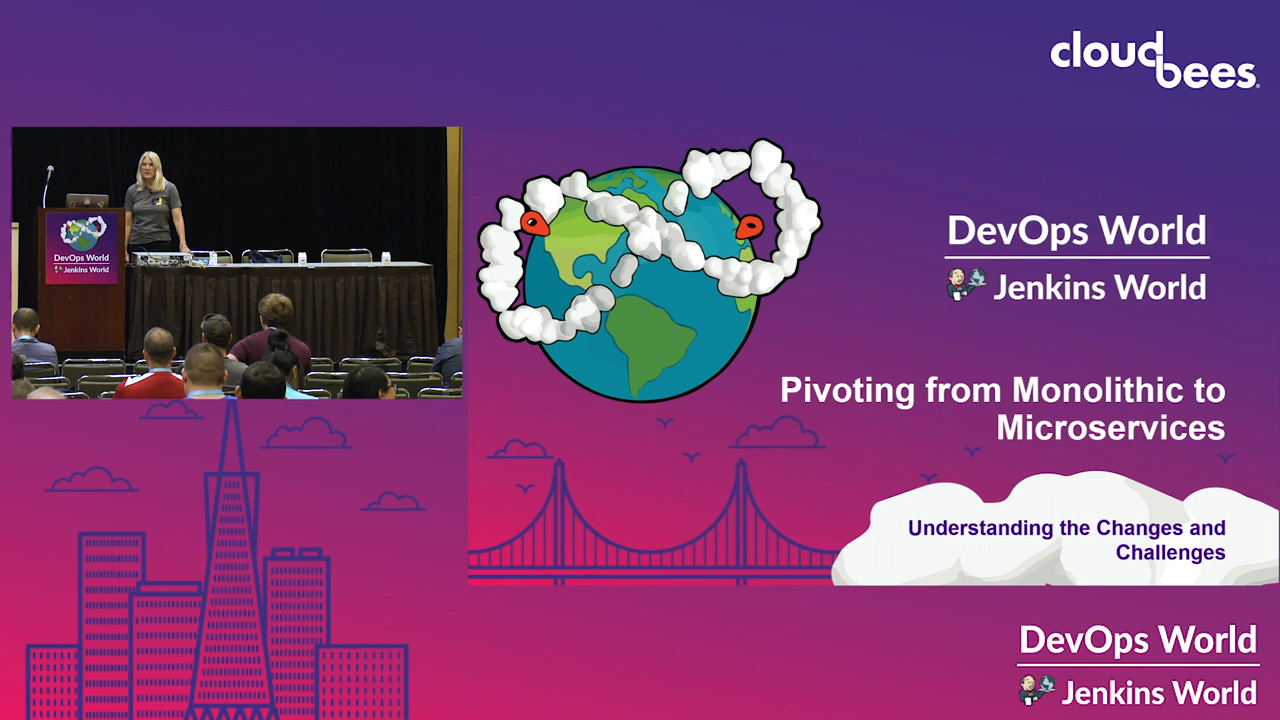 cloudbees®
DevOps World
Jenkins World
DevOps World
Jenkins World
Pivoting from Monolithic to
Microservices
Understanding the Changes and
Challenges
DevOps World
Jenkins World